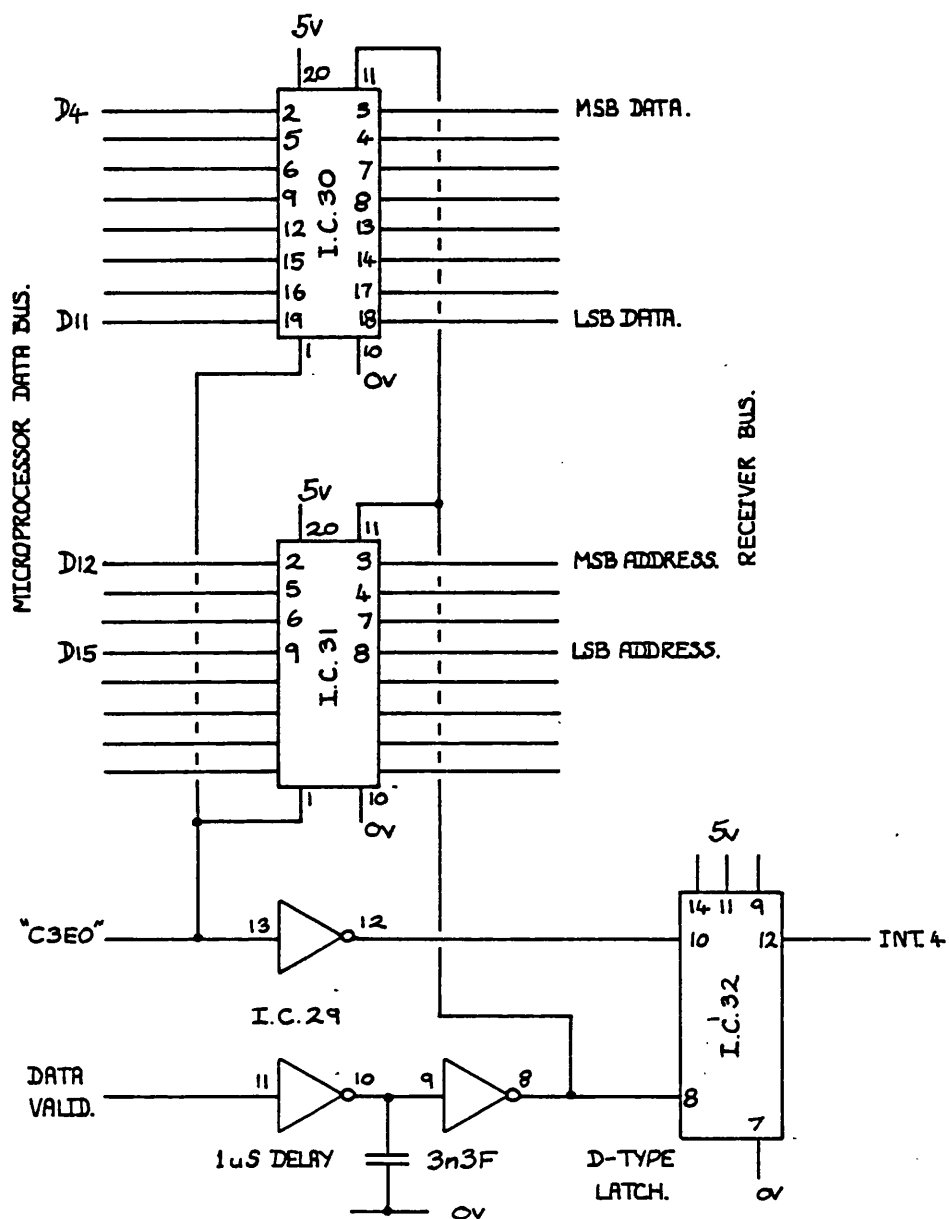 5V
20
11
D4
2
3
MSB DATA.
5
4
6
7
9
8
12
13
15
14
16
17
D11
19
18
LSB DATA.
I.C.30
1
10
0V
MICROPROCESSOR DATA BUS.
RECEIVER BUS.
5V
20
11
D12
2
3
MSB ADDRESS.
5
4
6
7
D15
9
8
LSB ADDRESS.
I.C.31
1
10
0V
5V
14
11
9
"C3E0"
13
12
10
12
INT.4
I.C.29
I.C.32
DATA
VALID.
11
10
9
8
8
7
1uS DELAY
3n3F
D-TYPE
LATCH.
0V
0V